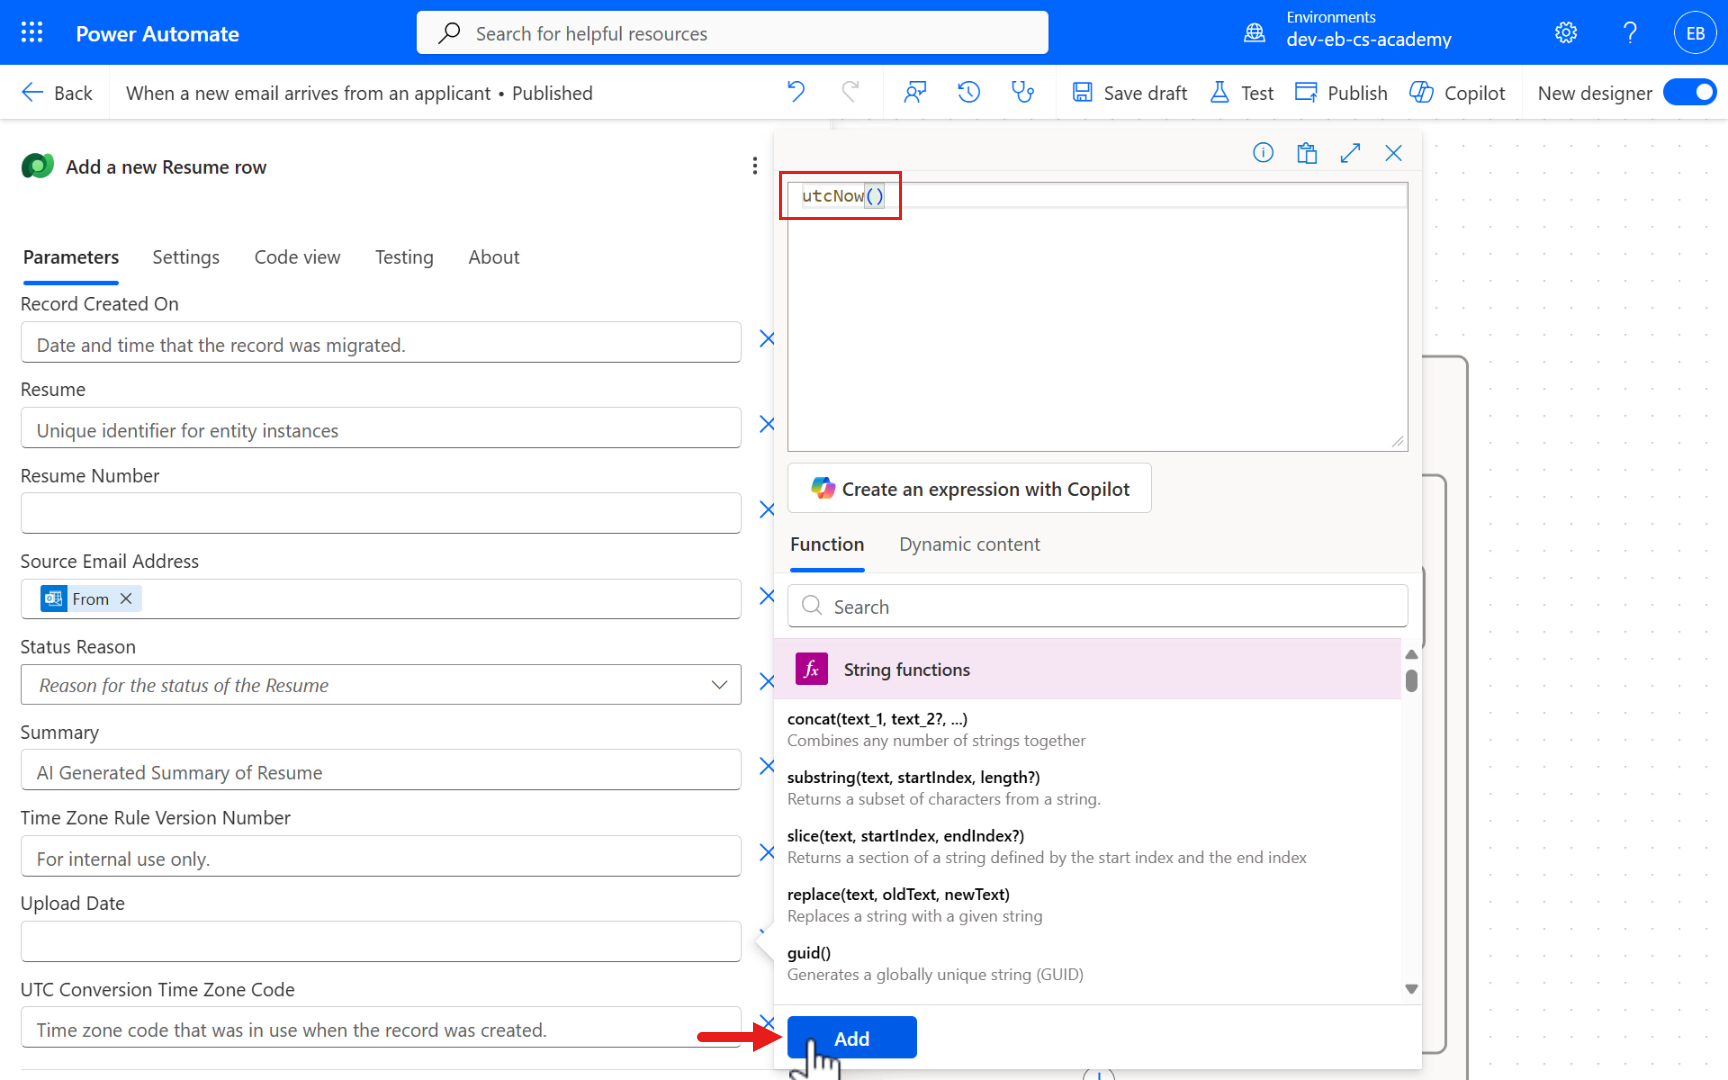 Power Automate
Search for helpful resources
Environments
dev-eb-cs-academy
EB
Back
When a new email arrives from an applicant • Published
Save draft
Test
Publish
Copilot
New designer
Add a new Resume row
Parameters
Settings
Code view
Testing
About
Record Created On
Date and time that the record was migrated.
Resume
Unique identifier for entity instances
Resume Number
Source Email Address
From
Status Reason
Reason for the status of the Resume
Summary
AI Generated Summary of Resume
Time Zone Rule Version Number
For internal use only.
Upload Date
UTC Conversion Time Zone Code
Time zone code that was in use when the record was created.
utcNow()
Create an expression with Copilot
Function
Dynamic content
Search
fx
String functions
concat(text_1, text_2?, ...)
Combines any number of strings together
substring(text, startIndex, length?)
Returns a subset of characters from a string.
slice(text, startIndex, endIndex?)
Returns a section of a string defined by the start index and the end index
replace(text, oldText, newText)
Replaces a string with a given string
guid()
Generates a globally unique string (GUID)
Add